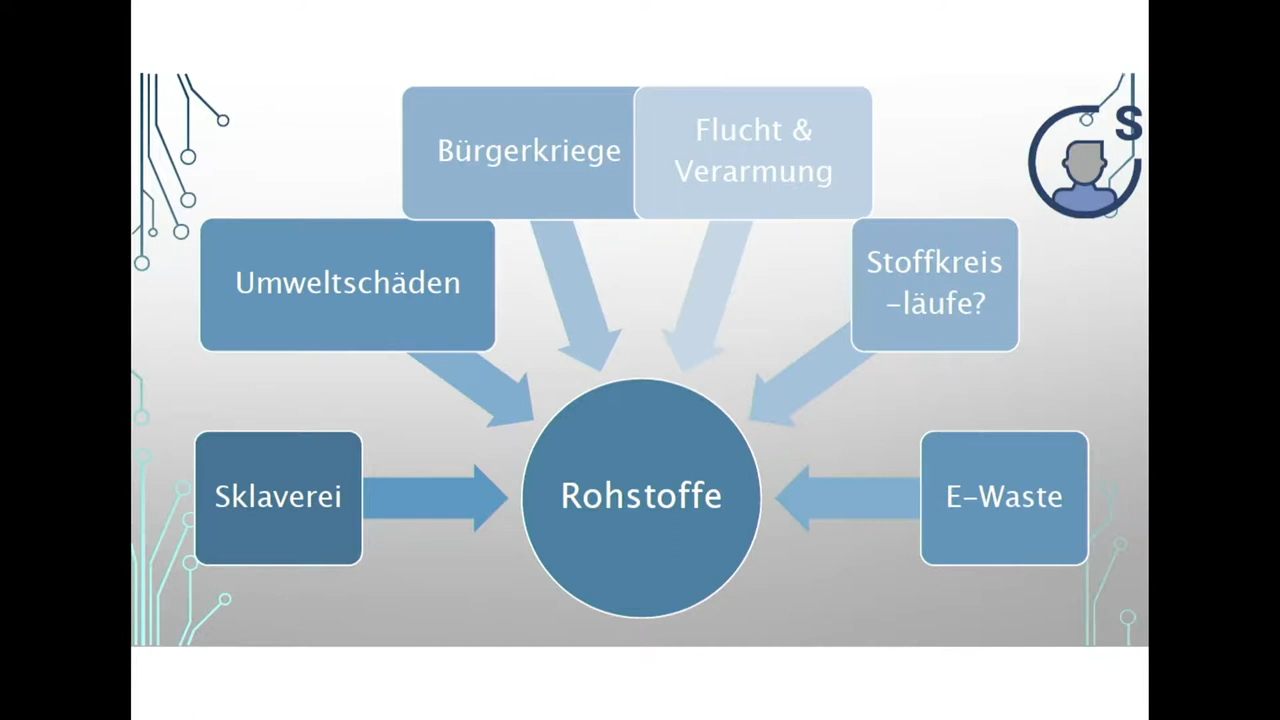 Bürgerkriege
Flucht &
Verarmung
S
Umweltschäden
Stoffkreis
-läufe?
Sklaverei
Rohstoffe
E-Waste